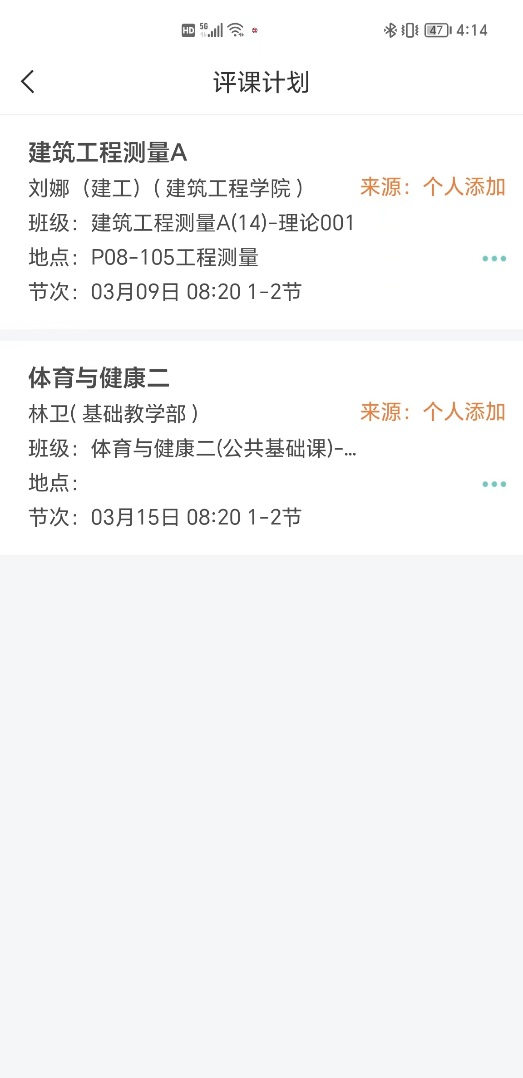 HD 5G 47 4:14
评课计划
建筑工程测量A
刘娜（建工）( 建筑工程学院 )
来源：个人添加
班级：建筑工程测量A(14)-理论001
地点：P08-105工程测量
节次：03月09日 08:20 1-2节
体育与健康二
林卫( 基础教学部 )
来源：个人添加
班级：体育与健康二(公共基础课)-...
地点：
节次：03月15日 08:20 1-2节